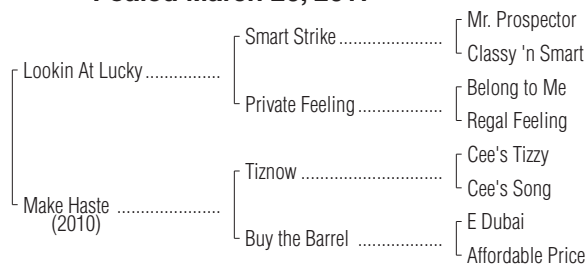 Smart Strike
Mr. Prospector
Classy 'n Smart
Lookin At Lucky
Private Feeling
Belong to Me
Regal Feeling
Tiznow
Cee's Tizzy
Cee's Song
Make Haste
(2010)
Buy the Barrel
E Dubai
Affordable Price